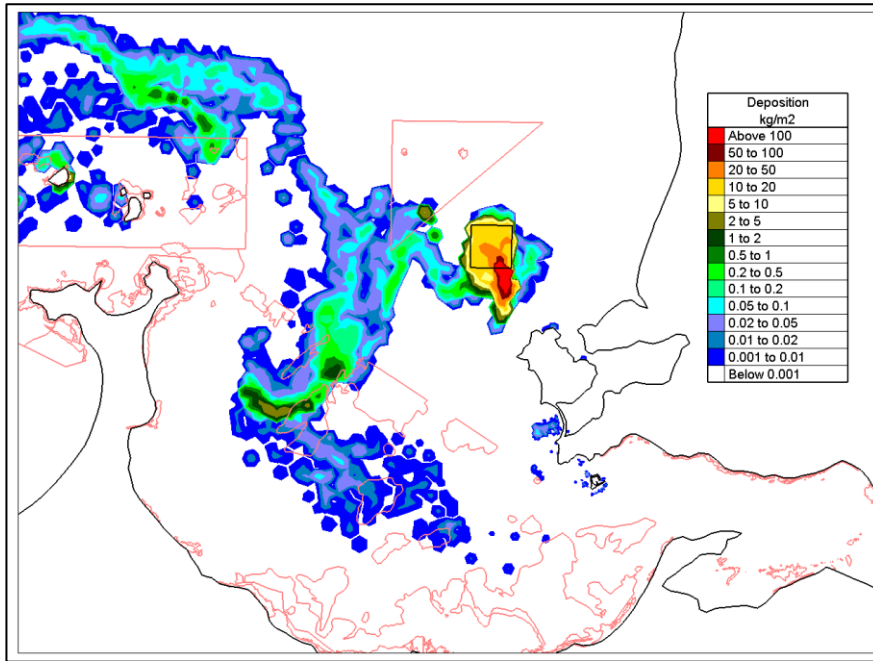 Deposition
kg/m2
Above 100
50 to 100
20 to 50
10 to 20
5 to 10
2 to 5
1 to 2
0.5 to 1
0.2 to 0.5
0.1 to 0.2
0.05 to 0.1
0.02 to 0.05
0.01 to 0.02
0.001 to 0.01
Below 0.001